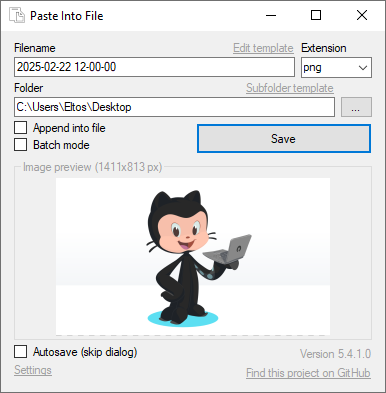 Paste Into File
Filename Edit template Extension
2025-02-22 12-00-00 png
Folder Subfolder template
C:\Users\Eltos\Desktop ...
Append into file
Batch mode
Save
Image preview (1411x813 px)
Autosave (skip dialog) Version 5.4.1.0
Settings Find this project on GitHub